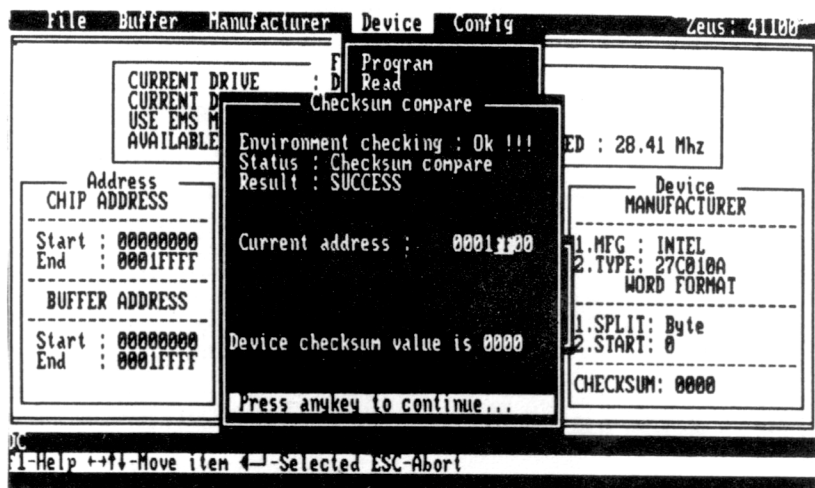 File Buffer Manufacturer Device Config Zeus: 41100
Program
Read
CURRENT DRIVE : D
CURRENT D
USE EMS M
AVAILABLE
ED : 28.41 Mhz
Checksum compare
Environment checking : Ok !!!
Status : Checksum compare
Result : SUCCESS
Current address :
Device checksum value is 0000
Press anykey to continue...
Address
CHIP ADDRESS
Start : 00000000
End : 0001FFFF
BUFFER ADDRESS
Start : 00000000
End : 0001FFFF
Device
MANUFACTURER
1.MFG : INTEL
2.TYPE: 27C010A
WORD FORMAT
1.SPLIT: Byte
2.START: 0
CHECKSUM: 0000
F1-Help ←→↑↓-Move item ←┘-Selected ESC-Abort